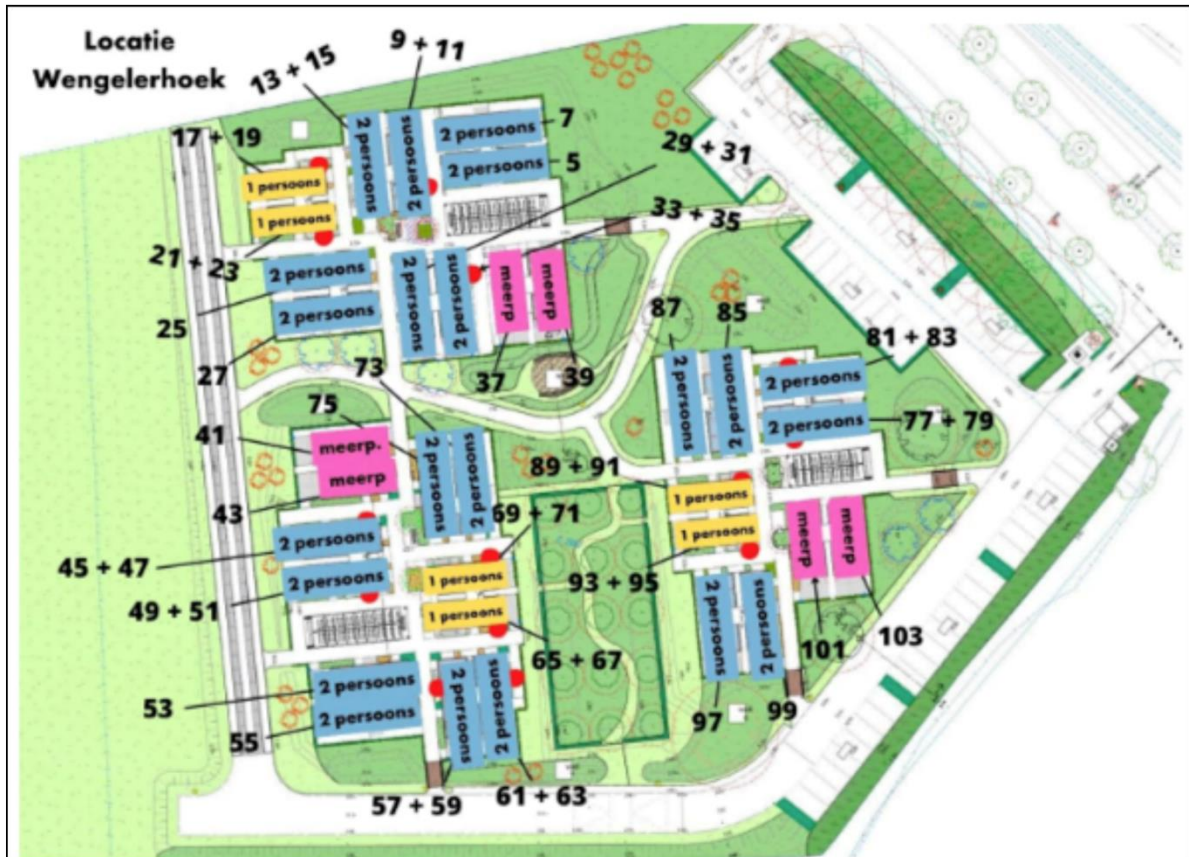 Locatie
Wengelerhoek
13 + 15
9 + 11
17 + 19
2 persoons
2 persoons
2 persoons
7
2 persoons
5
29 + 31
1 persoons
1 persoons
33 + 35
21 + 23
2 persoons
25
2 persoons
27
2 persoons
2 persoons
meerp
meerp
37
39
87
85
81 + 83
2 persoons
2 persoons
2 persoons
2 persoons
77 + 79
73
75
41
meerp.
meerp
43
2 persoons
2 persoons
89 + 91
1 persoons
1 persoons
93 + 95
meerp
meerp
101
103
69 + 71
45 + 47
2 persoons
49 + 51
2 persoons
1 persoons
1 persoons
65 + 67
2 persoons
2 persoons
97
99
53
2 persoons
2 persoons
55
2 persoons
2 persoons
57 + 59
61 + 63